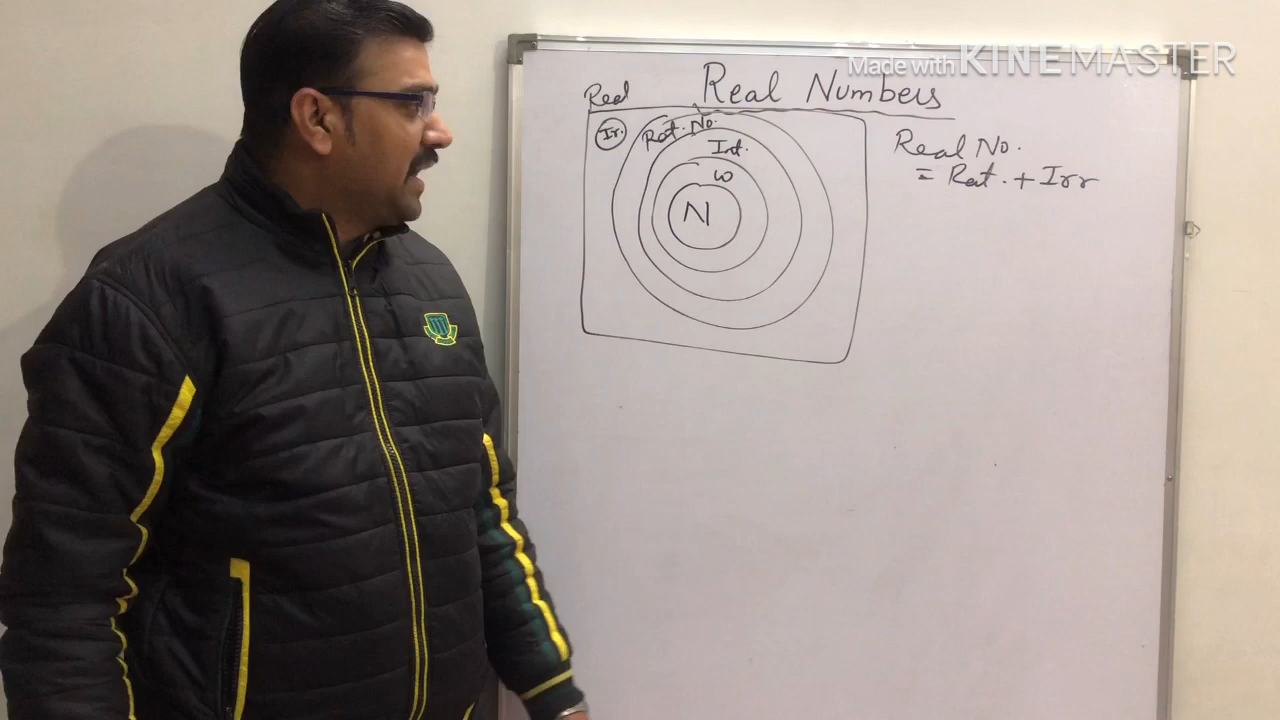 Made with KINEMASTER
Real Numbers
Real
Ir.
Rat. No.
Int.
W
N
Real No.
= Rat. + Irr